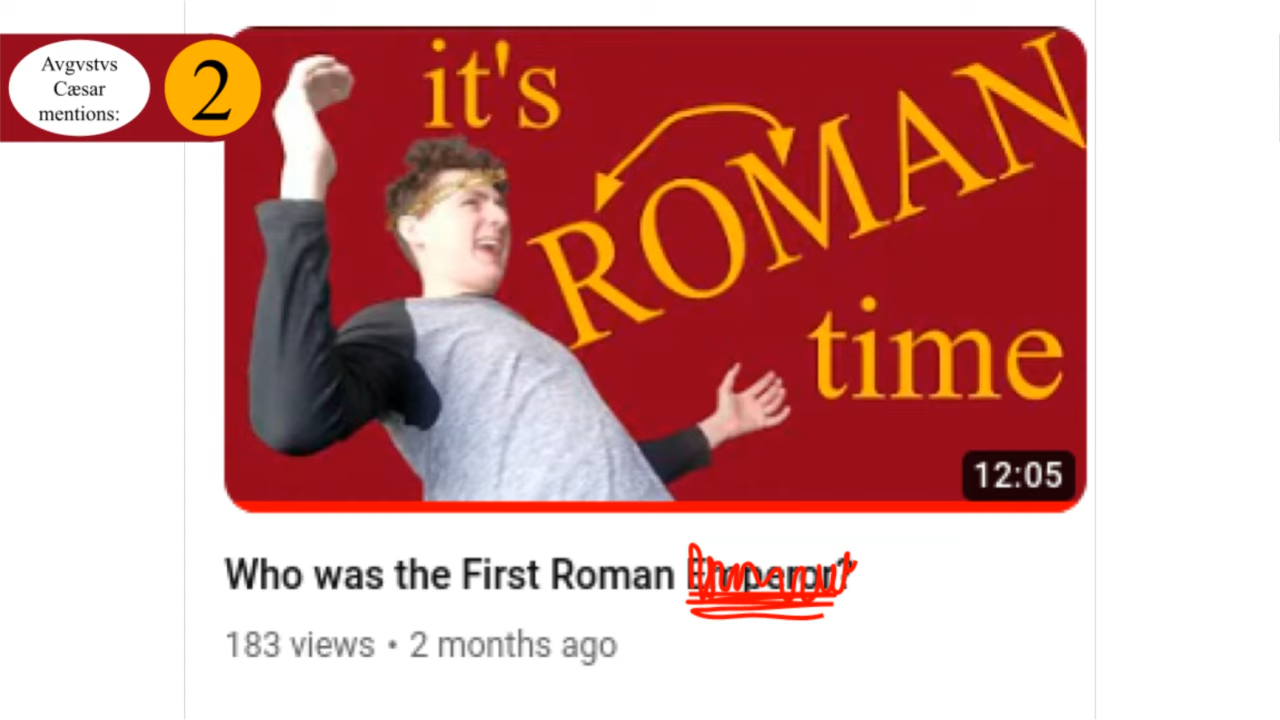 Avgvstvs
Cæsar
mentions:
2
it's
ROMAN
time
12:05
Who was the First Roman Emperor?
183 views • 2 months ago